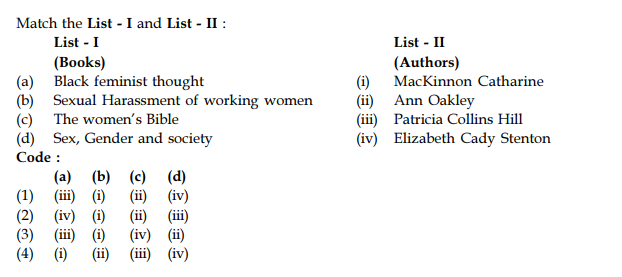 Match the List - I and List - II :
List - I List - II
(Books) (Authors)
(a) Black feminist thought (i) MacKinnon Catharine
(b) Sexual Harassment of working women (ii) Ann Oakley
(c) The women's Bible (iii) Patricia Collins Hill
(d) Sex, Gender and society (iv) Elizabeth Cady Stenton
Code :
(a) (b) (c) (d)
(1) (iii) (i) (ii) (iv)
(2) (iv) (i) (ii) (iii)
(3) (iii) (i) (iv) (ii)
(4) (i) (ii) (iii) (iv)